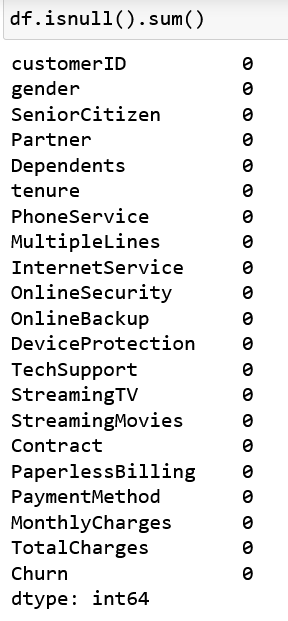 df.isnull().sum()
customerID 0
gender 0
SeniorCitizen 0
Partner 0
Dependents 0
tenure 0
PhoneService 0
MultipleLines 0
InternetService 0
OnlineSecurity 0
OnlineBackup 0
DeviceProtection 0
TechSupport 0
StreamingTV 0
StreamingMovies 0
Contract 0
PaperlessBilling 0
PaymentMethod 0
MonthlyCharges 0
TotalCharges 0
Churn 0
dtype: int64